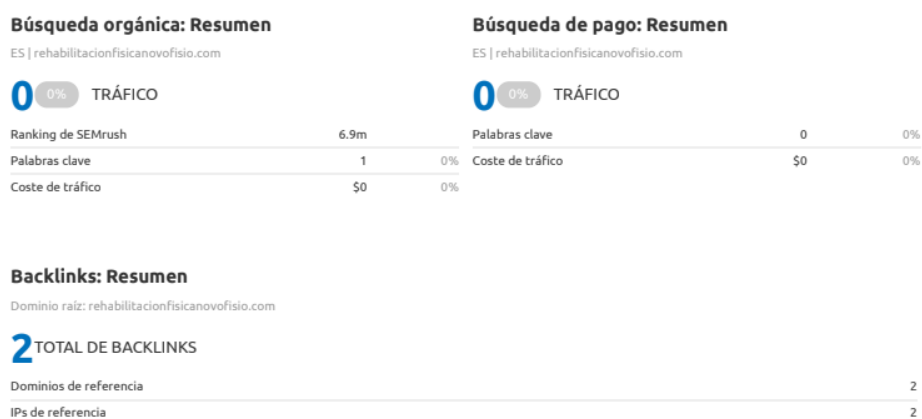 Búsqueda orgánica: Resumen
ES | rehabilitacionfisicanovofisio.com
0 0% TRÁFICO
Ranking de SEMrush 6.9m
Palabras clave 1 0%
Coste de tráfico $0 0%
Búsqueda de pago: Resumen
ES | rehabilitacionfisicanovofisio.com
0 0% TRÁFICO
Palabras clave 0 0%
Coste de tráfico $0 0%
Backlinks: Resumen
Dominio raíz: rehabilitacionfisicanovofisio.com
2 TOTAL DE BACKLINKS
Dominios de referencia 2
IPs de referencia 2